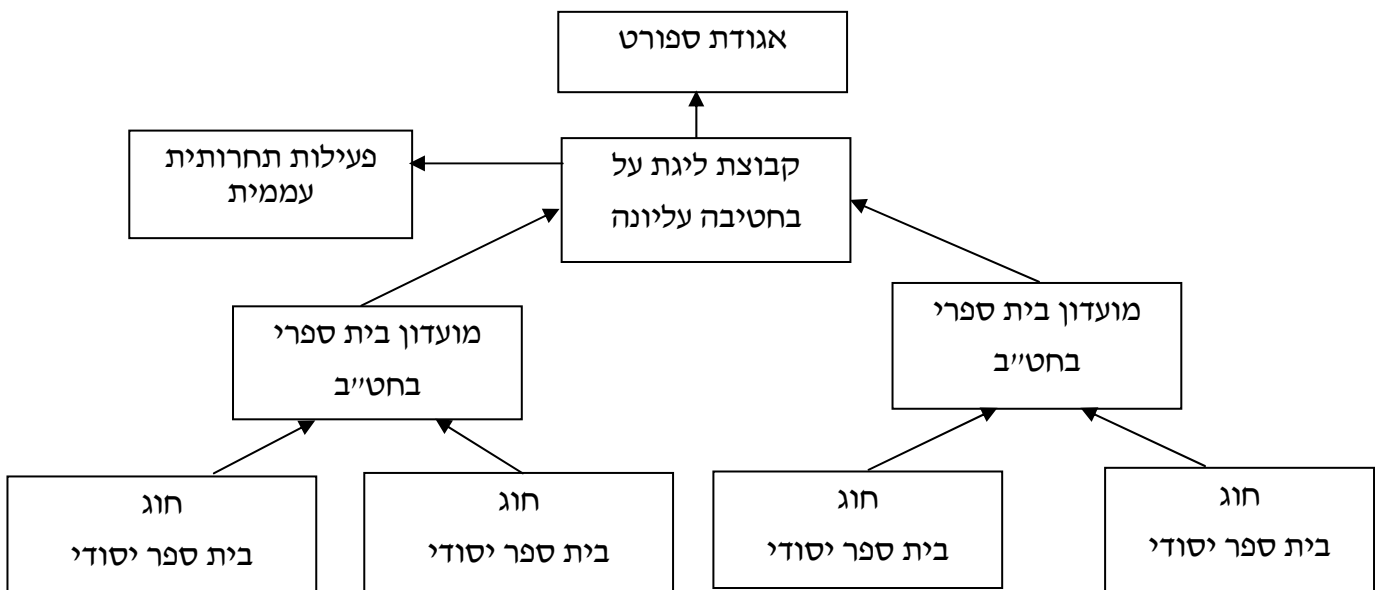 אגודת ספורט
קבוצת ליגת על
בחטיבה עליונה
פעילות תחרותית
עממית
מועדון בית ספרי
בחט״ב
מועדון בית ספרי
בחט״ב
חוג
בית ספר יסודי
חוג
בית ספר יסודי
חוג
בית ספר יסודי
חוג
בית ספר יסודי